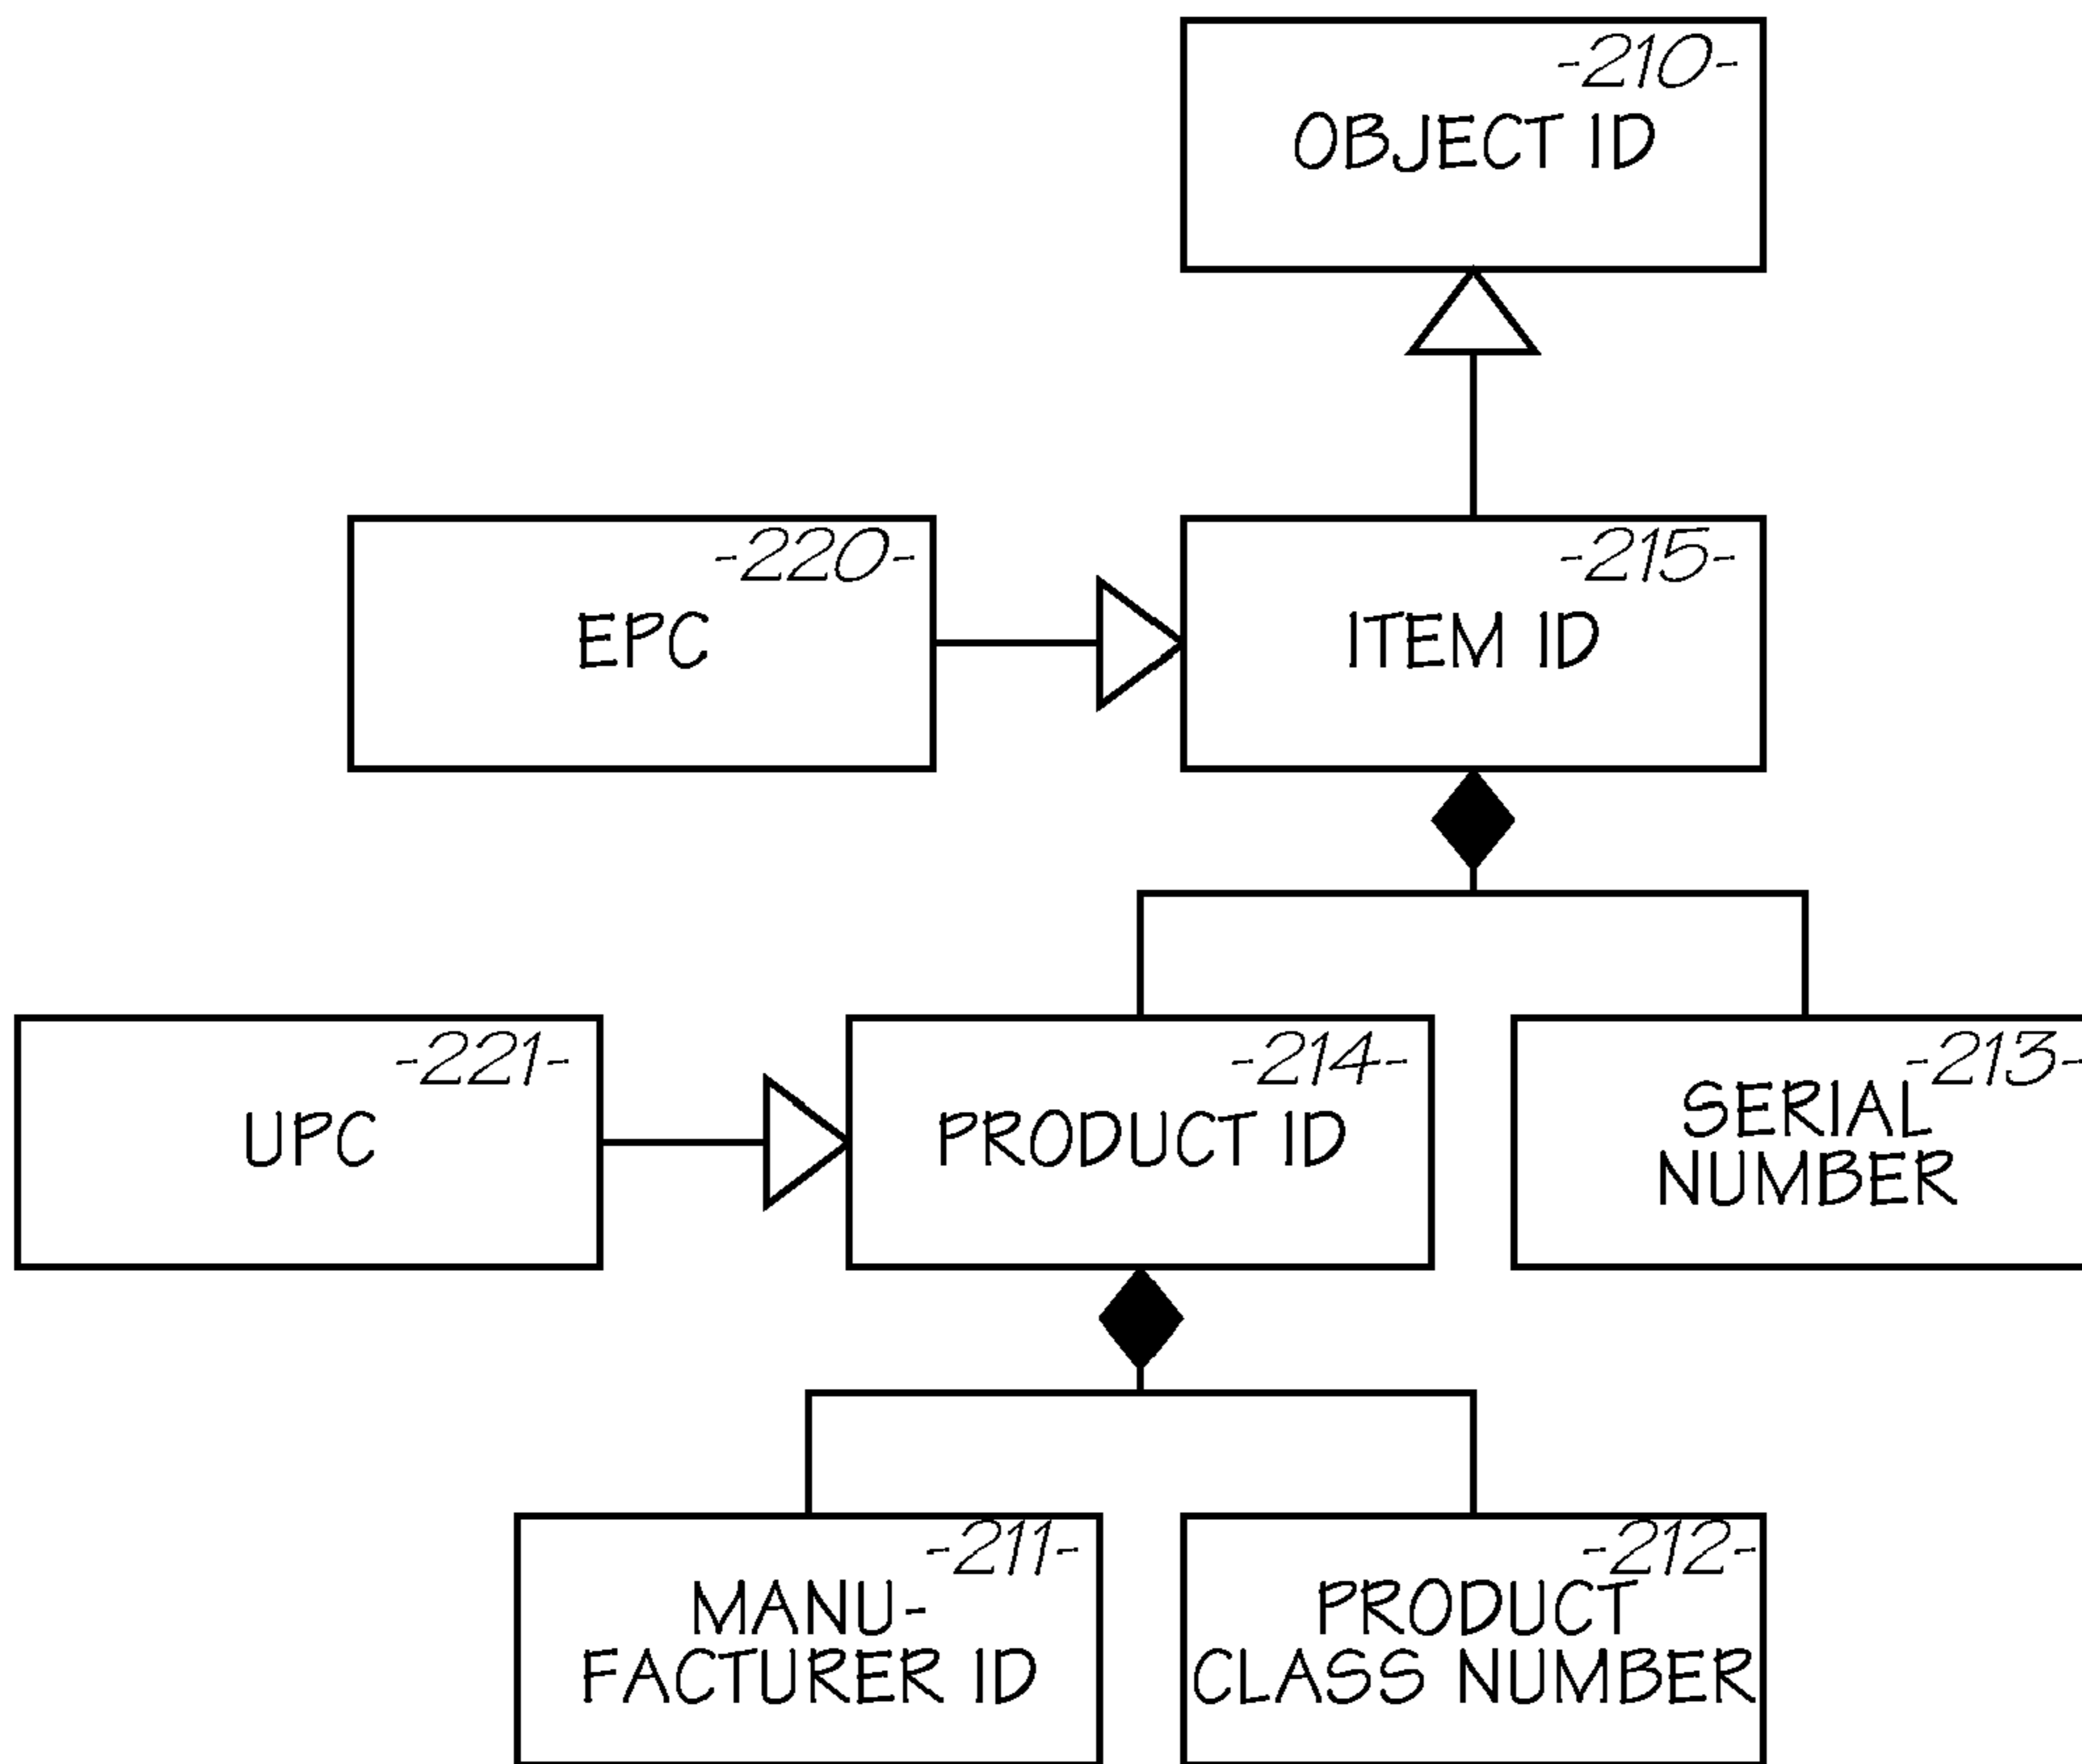 -210-
OBJECT ID
-220-
EPC
-215-
ITEM ID
-221-
UPC
-214-
PRODUCT ID
-213-
SERIAL
NUMBER
-211-
MANU-
FACTURER ID
-212-
PRODUCT
CLASS NUMBER